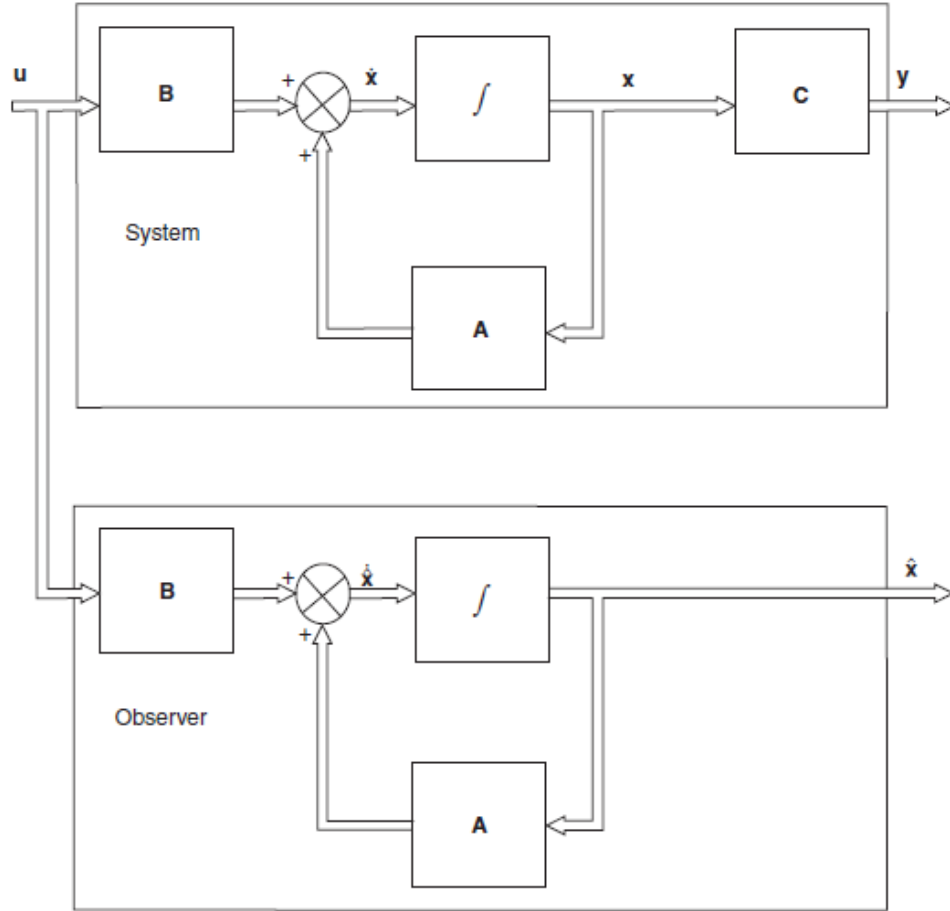 u
B
+
ẋ
∫
x
C
y
+
System
A
B
+
x̂̇
∫
x̂
+
Observer
A